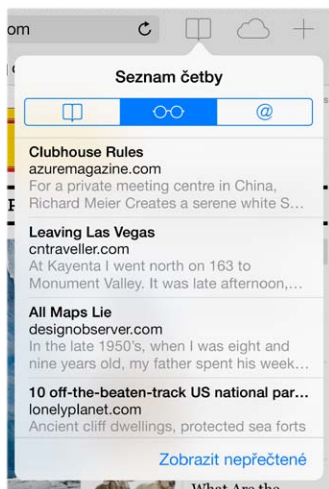 om
Seznam četby
@
Clubhouse Rules
azuremagazine.com
For a private meeting centre in China,
Richard Meier Creates a serene white S…
Leaving Las Vegas
cntraveller.com
At Kayenta I went north on 163 to
Monument Valley. It was late afternoon,…
All Maps Lie
designobserver.com
In the late 1950's, when I was eight and
nine years old, my father spent his week…
10 off-the-beaten-track US national par…
lonelyplanet.com
Ancient cliff dwellings, protected sea forts
Zobrazit nepřečtené
What Are the